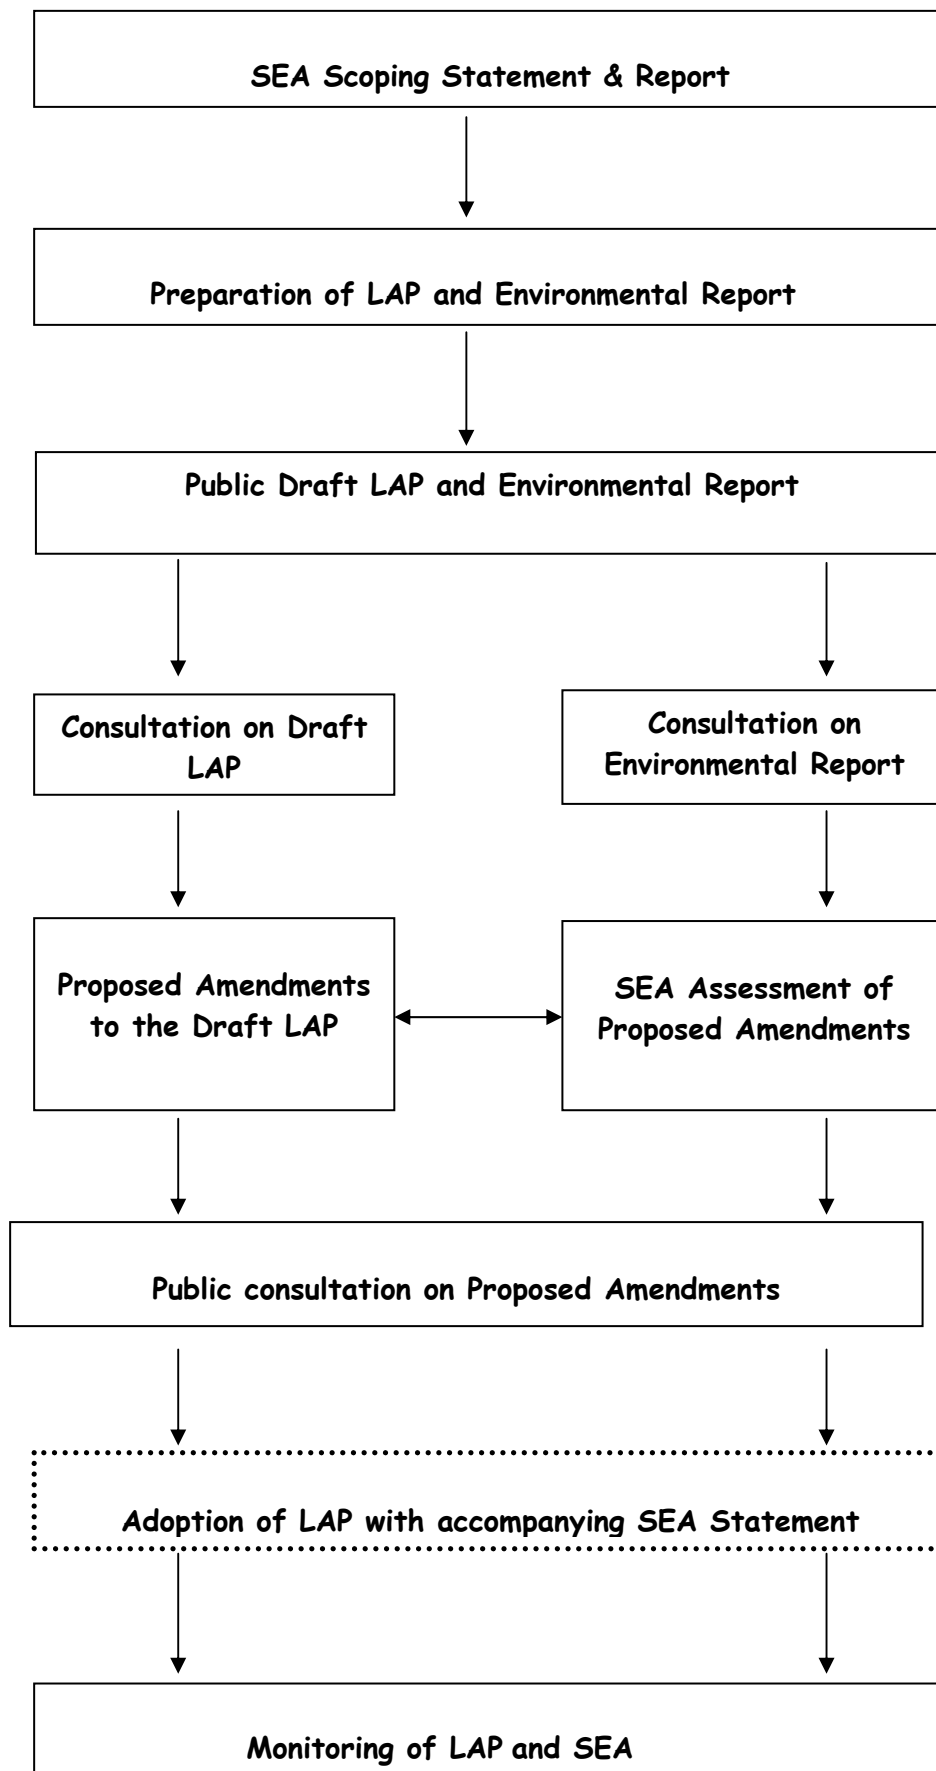 SEA Scoping Statement & Report
Preparation of LAP and Environmental Report
Public Draft LAP and Environmental Report
Consultation on Draft
LAP
Consultation on
Environmental Report
Proposed Amendments
to the Draft LAP
SEA Assessment of
Proposed Amendments
Public consultation on Proposed Amendments
Adoption of LAP with accompanying SEA Statement
Monitoring of LAP and SEA